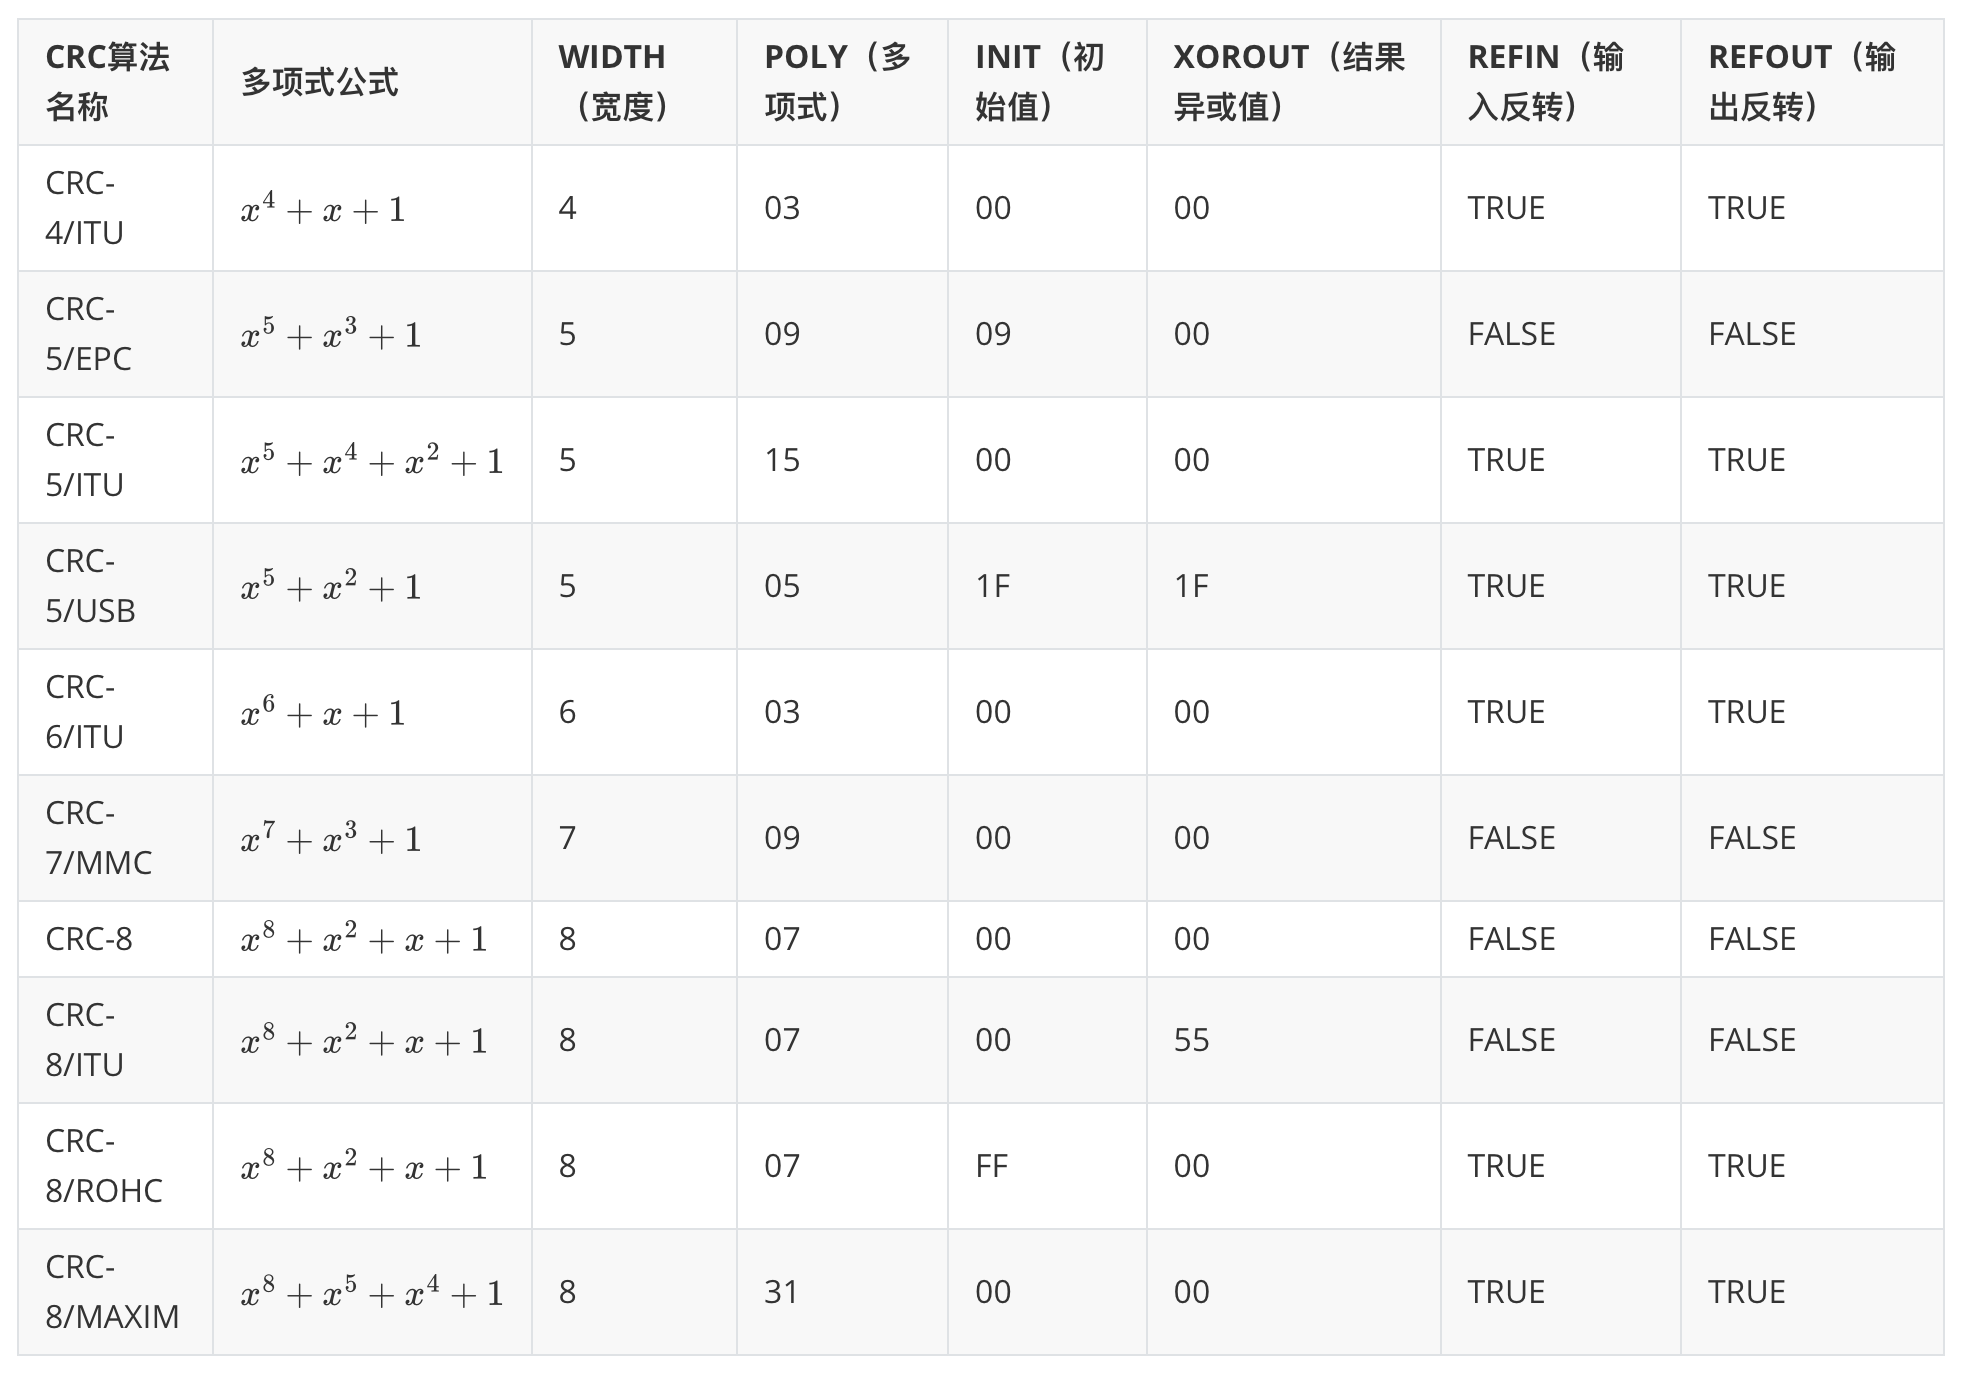 CRC算法名称 多项式公式 WIDTH（宽度） POLY（多项式） INIT（初始值） XOROUT（结果异或值） REFIN（输入反转） REFOUT（输出反转）
CRC-4/ITU x^4 + x + 1 4 03 00 00 TRUE TRUE
CRC-5/EPC x^5 + x^3 + 1 5 09 09 00 FALSE FALSE
CRC-5/ITU x^5 + x^4 + x^2 + 1 5 15 00 00 TRUE TRUE
CRC-5/USB x^5 + x^2 + 1 5 05 1F 1F TRUE TRUE
CRC-6/ITU x^6 + x + 1 6 03 00 00 TRUE TRUE
CRC-7/MMC x^7 + x^3 + 1 7 09 00 00 FALSE FALSE
CRC-8 x^8 + x^2 + x + 1 8 07 00 00 FALSE FALSE
CRC-8/ITU x^8 + x^2 + x + 1 8 07 00 55 FALSE FALSE
CRC-8/ROHC x^8 + x^2 + x + 1 8 07 FF 00 TRUE TRUE
CRC-8/MAXIM x^8 + x^5 + x^4 + 1 8 31 00 00 TRUE TRUE